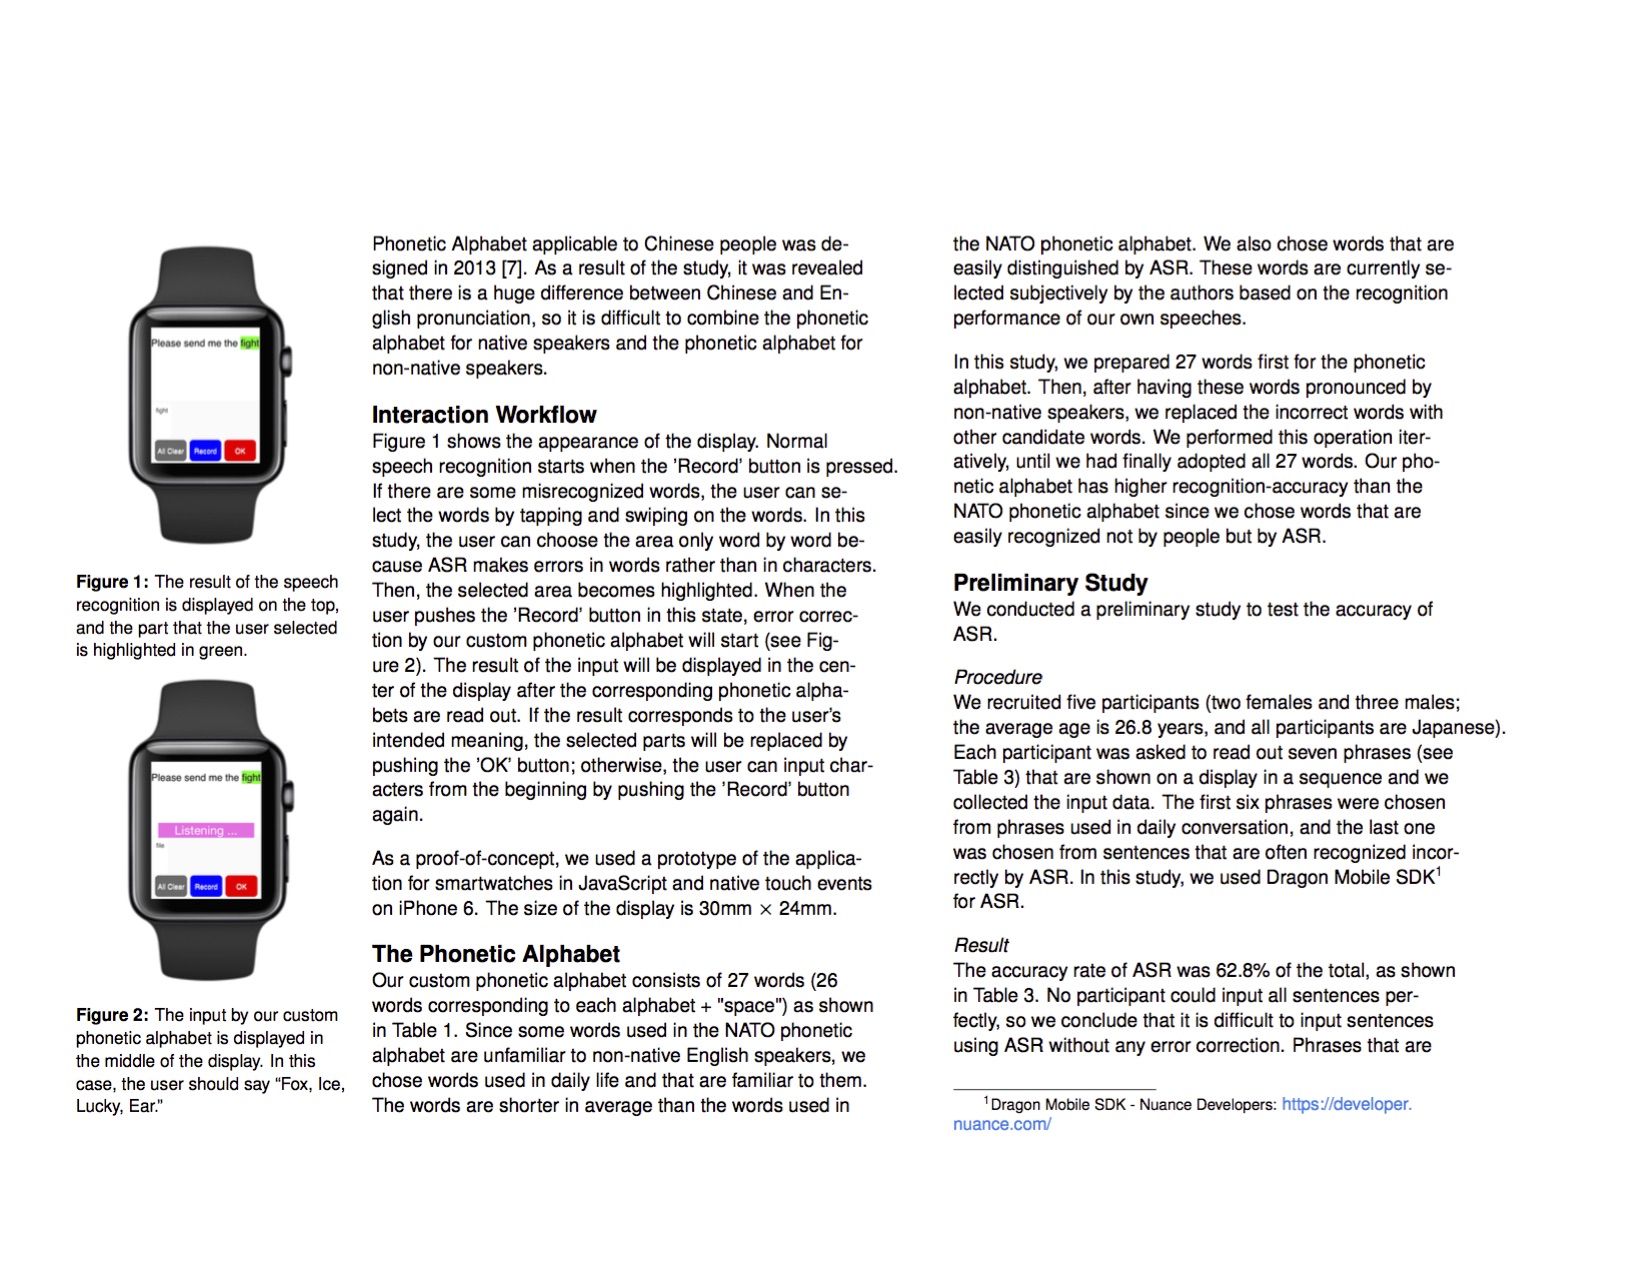 Please send me the fight
fight
All Clear Record OK
Figure 1: The result of the speech
recognition is displayed on the top,
and the part that the user selected
is highlighted in green.
Please send me the fight
Listening ...
file
All Clear Record OK
Figure 2: The input by our custom
phonetic alphabet is displayed in
the middle of the display. In this
case, the user should say “Fox, Ice,
Lucky, Ear.”
Phonetic Alphabet applicable to Chinese people was de-
signed in 2013 [7]. As a result of the study, it was revealed
that there is a huge difference between Chinese and En-
glish pronunciation, so it is difficult to combine the phonetic
alphabet for native speakers and the phonetic alphabet for
non-native speakers.
Interaction Workflow
Figure 1 shows the appearance of the display. Normal
speech recognition starts when the ’Record’ button is pressed.
If there are some misrecognized words, the user can se-
lect the words by tapping and swiping on the words. In this
study, the user can choose the area only word by word be-
cause ASR makes errors in words rather than in characters.
Then, the selected area becomes highlighted. When the
user pushes the ’Record’ button in this state, error correc-
tion by our custom phonetic alphabet will start (see Fig-
ure 2). The result of the input will be displayed in the cen-
ter of the display after the corresponding phonetic alpha-
bets are read out. If the result corresponds to the user’s
intended meaning, the selected parts will be replaced by
pushing the ’OK’ button; otherwise, the user can input char-
acters from the beginning by pushing the ’Record’ button
again.
As a proof-of-concept, we used a prototype of the applica-
tion for smartwatches in JavaScript and native touch events
on iPhone 6. The size of the display is 30mm × 24mm.
The Phonetic Alphabet
Our custom phonetic alphabet consists of 27 words (26
words corresponding to each alphabet + "space") as shown
in Table 1. Since some words used in the NATO phonetic
alphabet are unfamiliar to non-native English speakers, we
chose words used in daily life and that are familiar to them.
The words are shorter in average than the words used in
the NATO phonetic alphabet. We also chose words that are
easily distinguished by ASR. These words are currently se-
lected subjectively by the authors based on the recognition
performance of our own speeches.
In this study, we prepared 27 words first for the phonetic
alphabet. Then, after having these words pronounced by
non-native speakers, we replaced the incorrect words with
other candidate words. We performed this operation iter-
atively, until we had finally adopted all 27 words. Our pho-
netic alphabet has higher recognition-accuracy than the
NATO phonetic alphabet since we chose words that are
easily recognized not by people but by ASR.
Preliminary Study
We conducted a preliminary study to test the accuracy of
ASR.
Procedure
We recruited five participants (two females and three males;
the average age is 26.8 years, and all participants are Japanese).
Each participant was asked to read out seven phrases (see
Table 3) that are shown on a display in a sequence and we
collected the input data. The first six phrases were chosen
from phrases used in daily conversation, and the last one
was chosen from sentences that are often recognized incor-
rectly by ASR. In this study, we used Dragon Mobile SDK1
for ASR.
Result
The accuracy rate of ASR was 62.8% of the total, as shown
in Table 3. No participant could input all sentences per-
fectly, so we conclude that it is difficult to input sentences
using ASR without any error correction. Phrases that are
1 Dragon Mobile SDK - Nuance Developers: https://developer.
nuance.com/